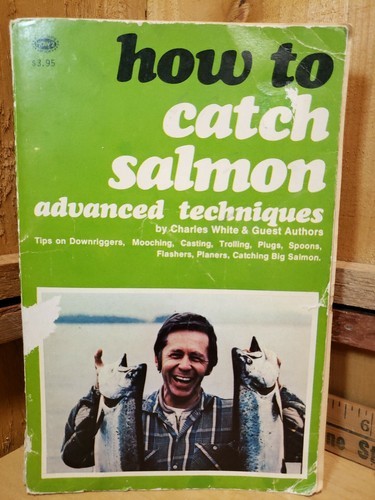 $3.95
how to
catch
salmon
advanced techniques
by Charles White & Guest Authors
Tips on Downriggers, Mooching, Casting, Trolling, Plugs, Spoons,
Flashers, Planers, Catching Big Salmon.
6